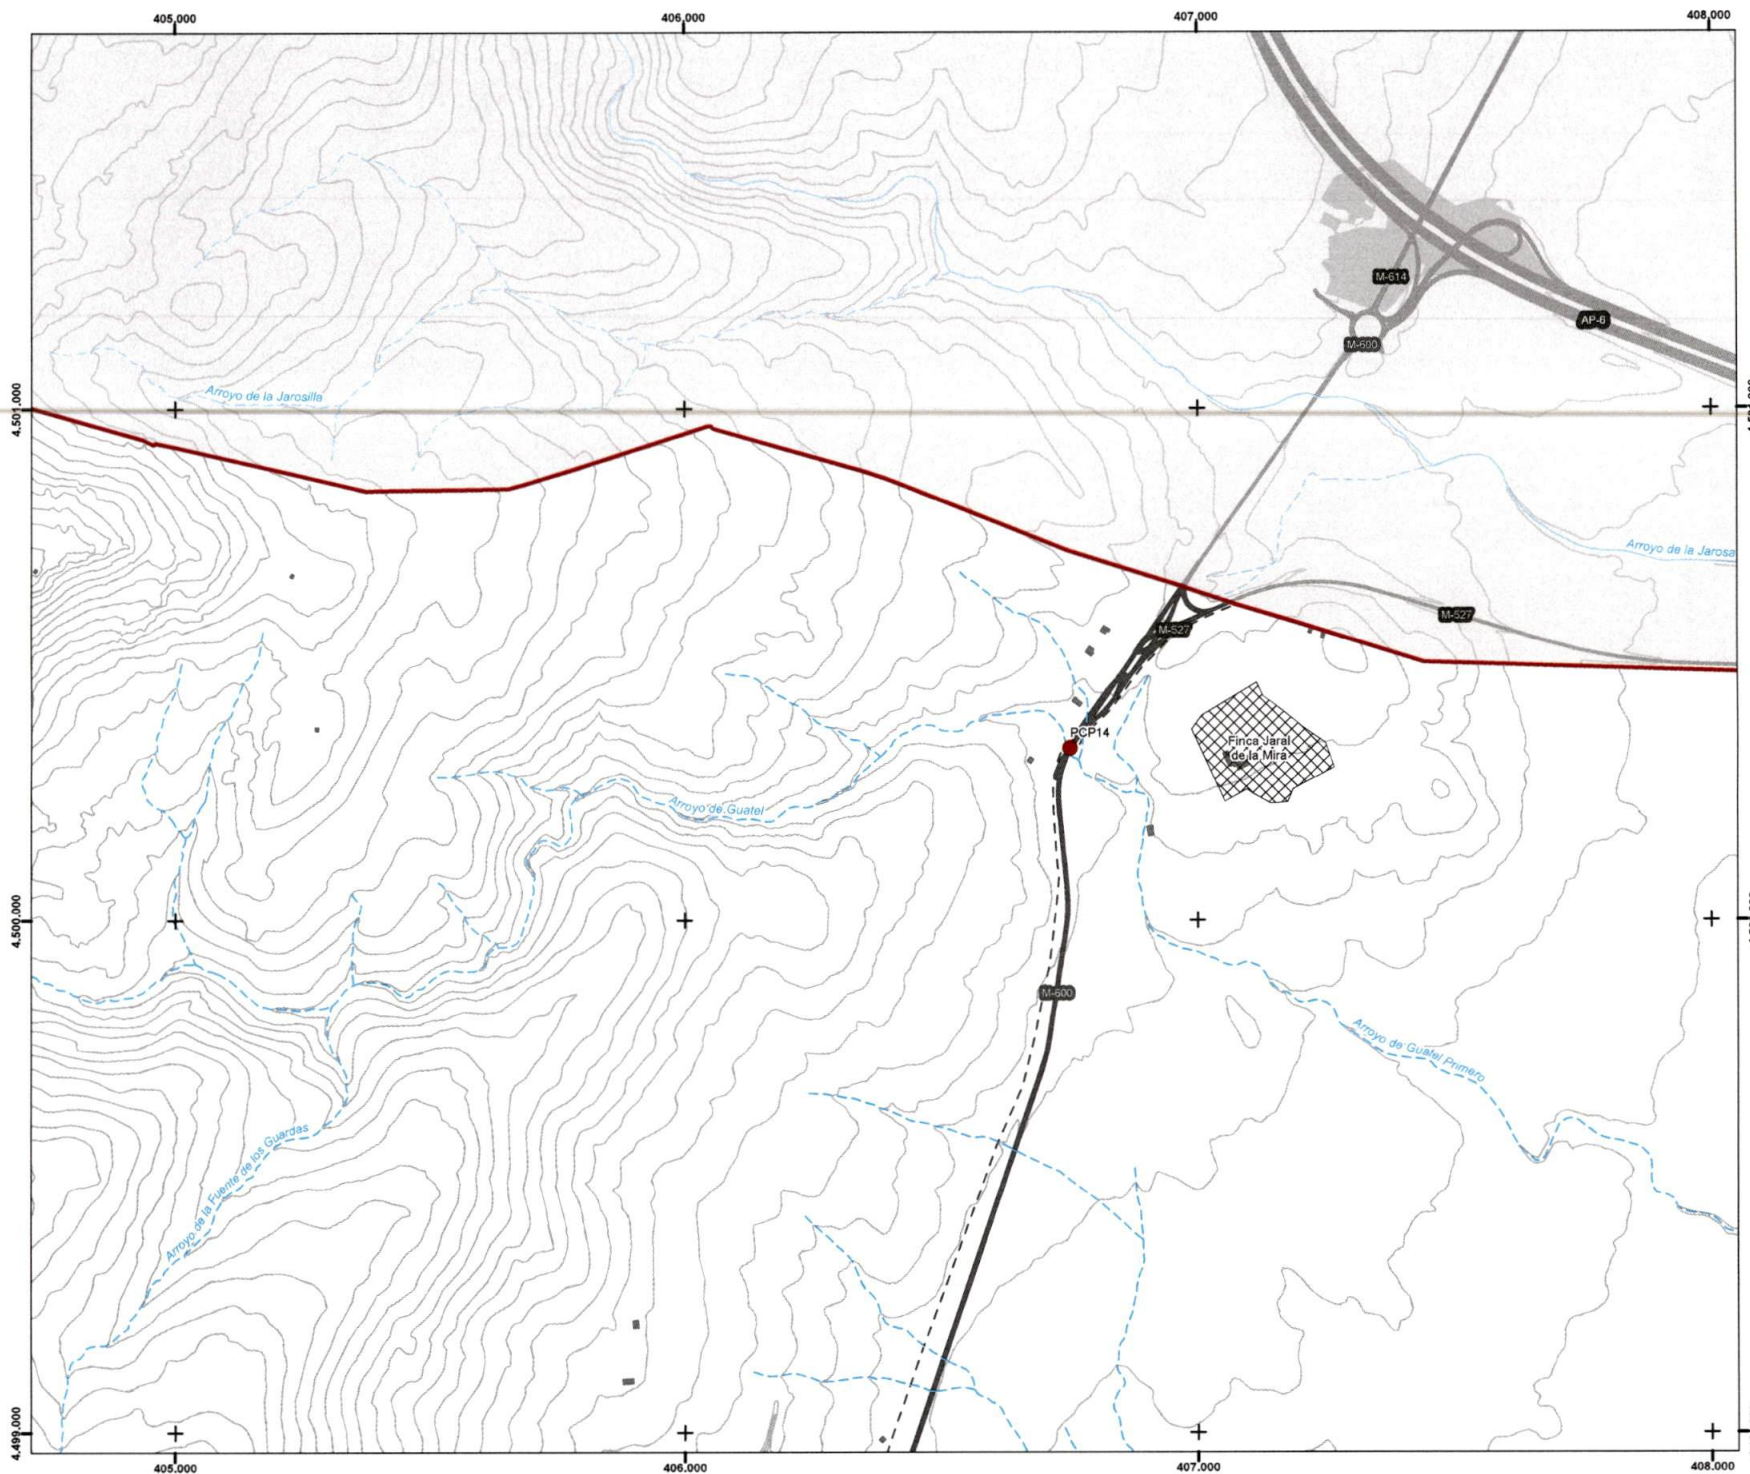 405.000
406.000
407.000
408.000
M-614
AP-6
M-600
4.501.000
Arroyo de la Jarosilla
Arroyo de la Jarosa
M-527
M-527
PCP14
Finca Jaral
de la Mira
Arroyo de Guatel
4.500.000
M-600
Arroyo de Guatel Primero
Arroyo de la Fuente de los Guardas
4.499.000
405.000
406.000
407.000
408.000